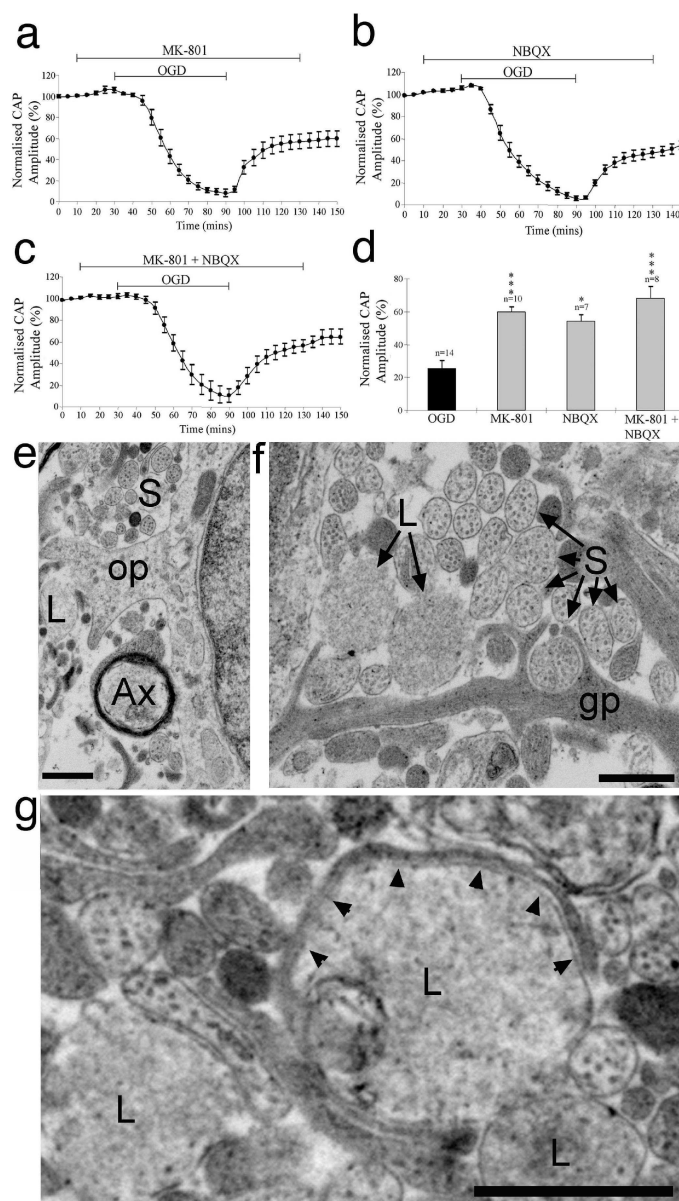 a
MK-801
OGD
Normalised CAP
Amplitude (%)
120
100
80
60
40
20
0
0 10 20 30 40 50 60 70 80 90 100 110 120 130 140 150
Time (mins)
b
NBQX
OGD
Normalised CAP
Amplitude (%)
120
100
80
60
40
20
0
0 10 20 30 40 50 60 70 80 90 100 110 120 130 140
Time (mins)
c
MK-801 + NBQX
OGD
Normalised CAP
Amplitude (%)
120
100
80
60
40
20
0
0 10 20 30 40 50 60 70 80 90 100 110 120 130 140 150
Time (mins)
d
Normalised CAP
Amplitude (%)
80
60
40
20
0
n=14
***
n=10
*
n=7
***
n=8
OGD
MK-801
NBQX
MK-801 +
NBQX
e
S
op
L
Ax
f
L
S
gp
g
L
L
L